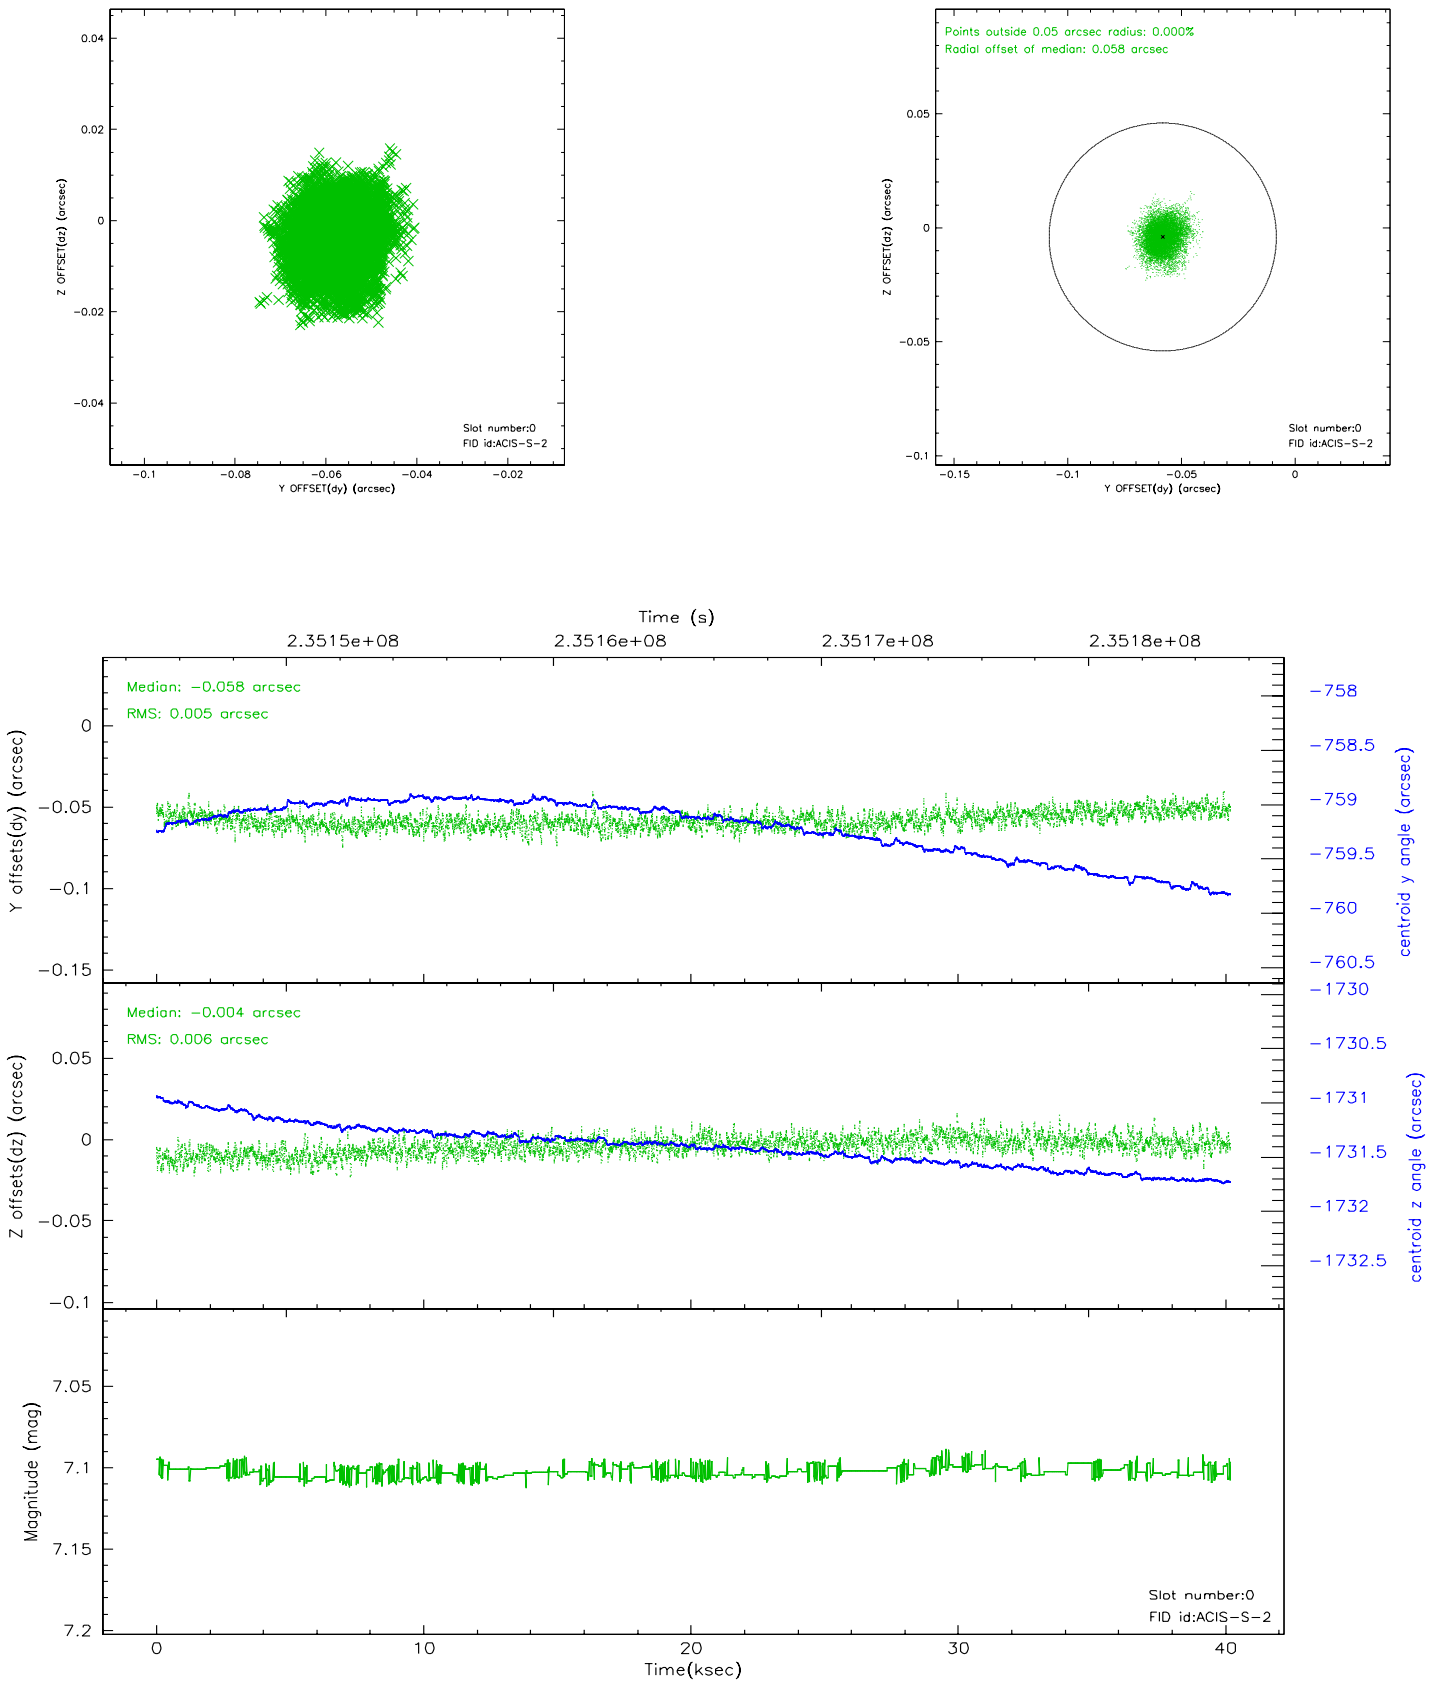 0.04
0.02
0
−0.02
−0.04
Z OFFSET(dz) (arcsec)
Slot number:0
FID id:ACIS−S−2
−0.1
−0.08
−0.06
−0.04
−0.02
Y OFFSET(dy) (arcsec)
Points outside 0.05 arcsec radius: 0.000%
Radial offset of median: 0.058 arcsec
0.05
0
−0.05
−0.1
Z OFFSET(dz) (arcsec)
Slot number:0
FID id:ACIS−S−2
−0.15
−0.1
−0.05
0
Y OFFSET(dy) (arcsec)
Time (s)
2.3515e+08
2.3516e+08
2.3517e+08
2.3518e+08
Median: −0.058 arcsec
RMS: 0.005 arcsec
0
−0.05
−0.1
−0.15
Y offsets(dy) (arcsec)
−758
−758.5
−759
−759.5
−760
−760.5
centroid y angle (arcsec)
Median: −0.004 arcsec
RMS: 0.006 arcsec
0.05
0
−0.05
−0.1
Z offsets(dz) (arcsec)
−1730
−1730.5
−1731
−1731.5
−1732
−1732.5
centroid z angle (arcsec)
7.05
7.1
7.15
7.2
Magnitude (mag)
Slot number:0
FID id:ACIS−S−2
0
10
20
30
40
Time(ksec)